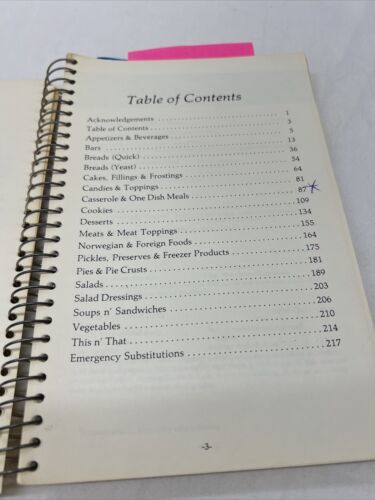 Table of Contents
Acknowledgements . . . . . . . . . . . . . . . . . . . . . . . . . . . . . . 1
Table of Contents . . . . . . . . . . . . . . . . . . . . . . . . . . . . . . 3
Appetizers & Beverages . . . . . . . . . . . . . . . . . . . . . . . . . 5
Bars . . . . . . . . . . . . . . . . . . . . . . . . . . . . . . . . . . . . . . . 13
Breads (Quick) . . . . . . . . . . . . . . . . . . . . . . . . . . . . . . . 36
Breads (Yeast) . . . . . . . . . . . . . . . . . . . . . . . . . . . . . . . 54
Cakes, Fillings & Frostings . . . . . . . . . . . . . . . . . . . . . . 64
Candies & Toppings . . . . . . . . . . . . . . . . . . . . . . . . . . . 81
Casserole & One Dish Meals . . . . . . . . . . . . . . . . . . . . 87
Cookies . . . . . . . . . . . . . . . . . . . . . . . . . . . . . . . . . . . . 109
Desserts . . . . . . . . . . . . . . . . . . . . . . . . . . . . . . . . . . . 134
Meats & Meat Toppings . . . . . . . . . . . . . . . . . . . . . . . 155
Norwegian & Foreign Foods . . . . . . . . . . . . . . . . . . . . 164
Pickles, Preserves & Freezer Products . . . . . . . . . . . . 175
Pies & Pie Crusts . . . . . . . . . . . . . . . . . . . . . . . . . . . . 181
Salads . . . . . . . . . . . . . . . . . . . . . . . . . . . . . . . . . . . . . 189
Salad Dressings . . . . . . . . . . . . . . . . . . . . . . . . . . . . . 203
Soups n' Sandwiches . . . . . . . . . . . . . . . . . . . . . . . . . 206
Vegetables . . . . . . . . . . . . . . . . . . . . . . . . . . . . . . . . . 210
This n' That . . . . . . . . . . . . . . . . . . . . . . . . . . . . . . . . 214
Emergency Substitutions . . . . . . . . . . . . . . . . . . . . . . 217
-3-